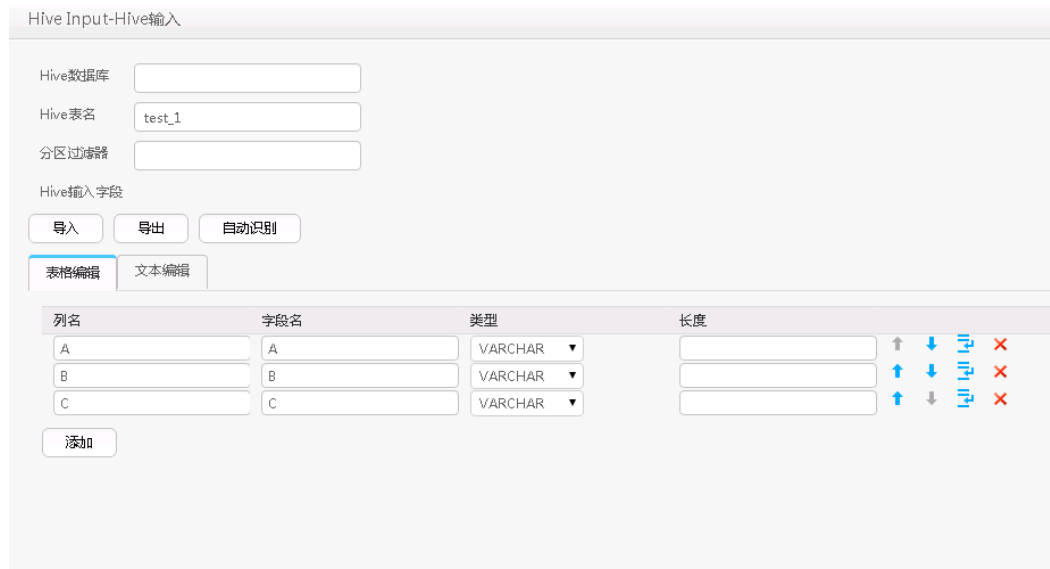 Hive Input-Hive输入
Hive数据库
Hive表名 test_1
分区过滤器
Hive输入字段
导入 导出 自动识别
表格编辑 文本编辑
列名 字段名 类型 长度
A A VARCHAR
B B VARCHAR
C C VARCHAR
添加